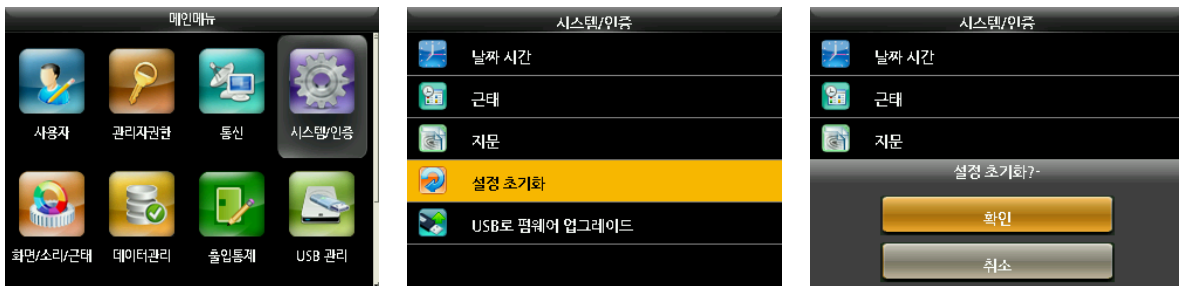 메인메뉴
사용자
관리자권한
통신
시스템/인증
화면/소리/근태
데이터관리
출입통제
USB 관리
시스템/인증
날짜 시간
근태
지문
설정 초기화
USB로 펌웨어 업그레이드
시스템/인증
날짜 시간
근태
지문
설정 초기화?-
확인
취소